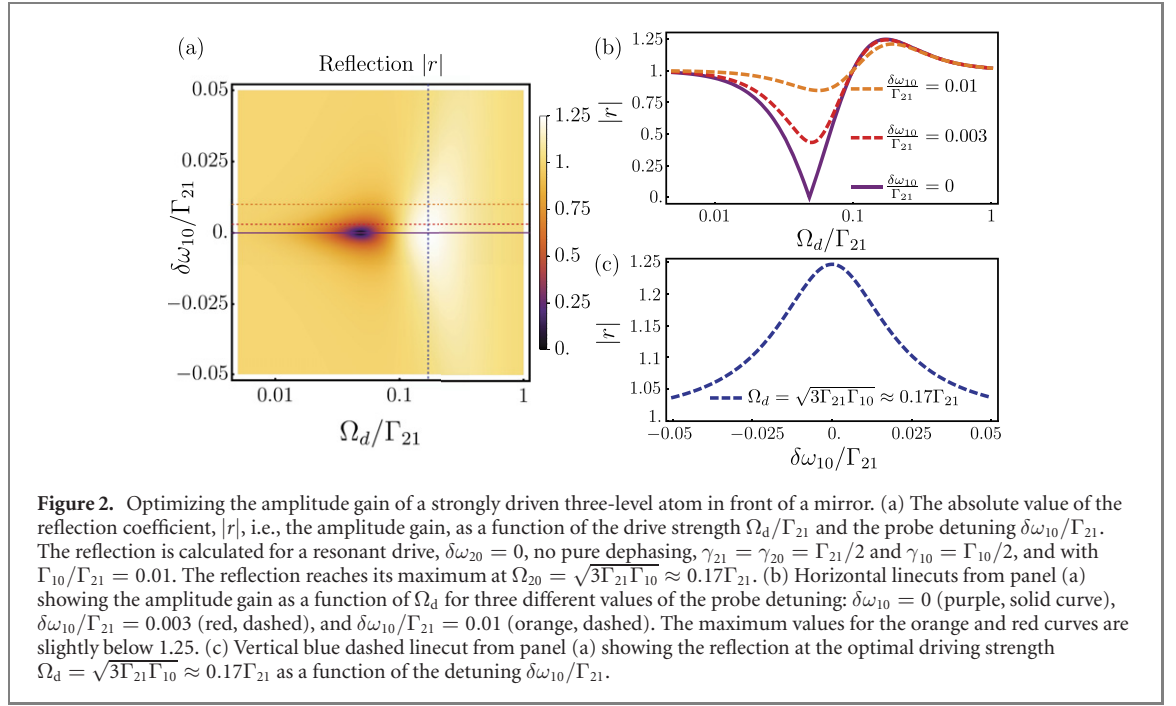 (a)
Reflection |r|
0.05
0.025
0.
−0.025
−0.05
δω₁₀/Γ₂₁
0.01
0.1
1
Ω_d/Γ₂₁
1.25
1.
0.75
0.50
0.25
0.
(b)
1.25
1.
0.75
0.5
0.25
0.
|r|
δω₁₀/Γ₂₁ = 0.01
δω₁₀/Γ₂₁ = 0.003
δω₁₀/Γ₂₁ = 0
0.01
0.1
1
Ω_d/Γ₂₁
(c)
1.25
1.2
1.15
1.1
1.05
1.
|r|
Ω_d = √3Γ₂₁Γ₁₀ ≈ 0.17Γ₂₁
−0.05
−0.025
0.
0.025
0.05
δω₁₀/Γ₂₁
Figure 2. Optimizing the amplitude gain of a strongly driven three-level atom in front of a mirror. (a) The absolute value of the
reflection coefficient, |r|, i.e., the amplitude gain, as a function of the drive strength Ω_d/Γ₂₁ and the probe detuning δω₁₀/Γ₂₁.
The reflection is calculated for a resonant drive, δω₂₀ = 0, no pure dephasing, γ₂₁ = γ₂₀ = Γ₂₁/2 and γ₁₀ = Γ₁₀/2, and with
Γ₁₀/Γ₂₁ = 0.01. The reflection reaches its maximum at Ω₂₀ = √3Γ₂₁Γ₁₀ ≈ 0.17Γ₂₁. (b) Horizontal linecuts from panel (a)
showing the amplitude gain as a function of Ω_d for three different values of the probe detuning: δω₁₀ = 0 (purple, solid curve),
δω₁₀/Γ₂₁ = 0.003 (red, dashed), and δω₁₀/Γ₂₁ = 0.01 (orange, dashed). The maximum values for the orange and red curves are
slightly below 1.25. (c) Vertical blue dashed linecut from panel (a) showing the reflection at the optimal driving strength
Ω_d = √3Γ₂₁Γ₁₀ ≈ 0.17Γ₂₁ as a function of the detuning δω₁₀/Γ₂₁.